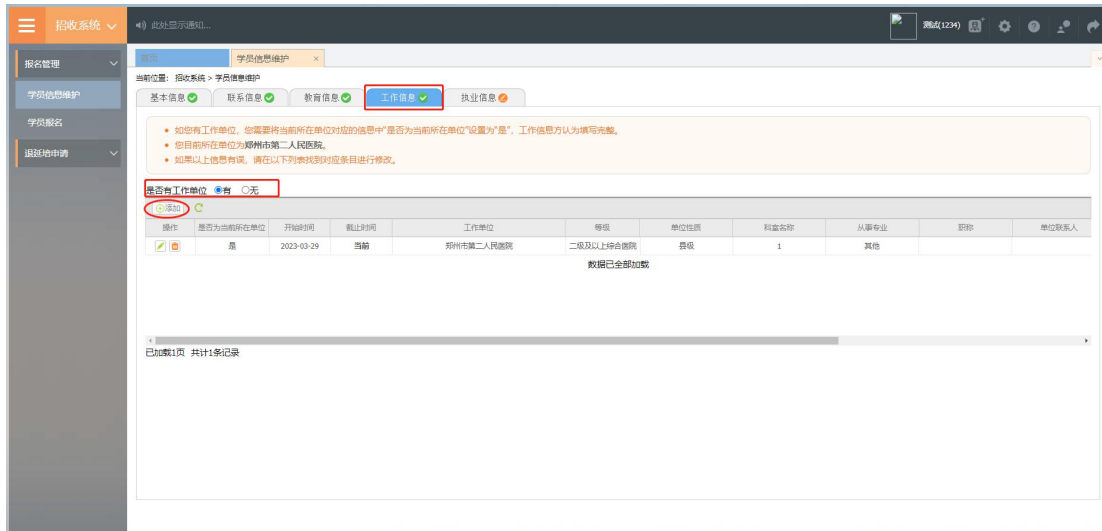 招收系统
此处显示通知...
测试(1234)
报名管理
学员信息维护
学员报名
退延培申请
首页
学员信息维护 ×
当前位置: 招收系统 > 学员信息维护
基本信息 联系信息 教育信息 工作信息 执业信息
• 如您有工作单位，您需要将当前所在单位对应的信息中“是否为当前所在单位”设置为“是”，工作信息方认为填写完整。
• 您目前所在单位为郑州市第二人民医院。
• 如果以上信息有误，请在以下列表找到对应条目进行修改。
是否有工作单位 有 无
添加
操作 是否为当前所在单位 开始时间 截止时间 工作单位 等级 单位性质 科室名称 从事专业 职称 单位联系人
是 2023-03-29 当前 郑州市第二人民医院 二级及以上综合医院 县级 1 其他
数据已全部加载
已加载1页 共计1条记录